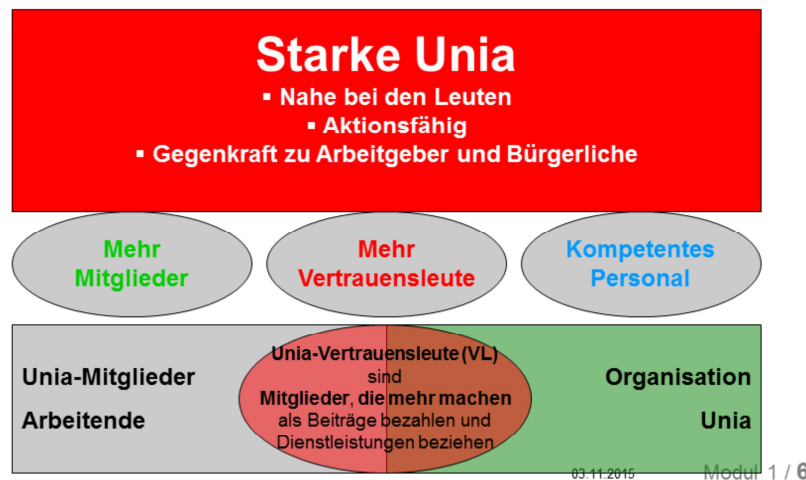 Starke Unia
▪ Nahe bei den Leuten
▪ Aktionsfähig
▪ Gegenkraft zu Arbeitgeber und Bürgerliche
Mehr
Mitglieder
Mehr
Vertrauensleute
Kompetentes
Personal
Unia-Mitglieder
Arbeitende
Unia-Vertrauensleute (VL)
sind
Mitglieder, die mehr machen
als Beiträge bezahlen und
Dienstleistungen beziehen
Organisation
Unia
03.11.2015
Modul 1 / 6